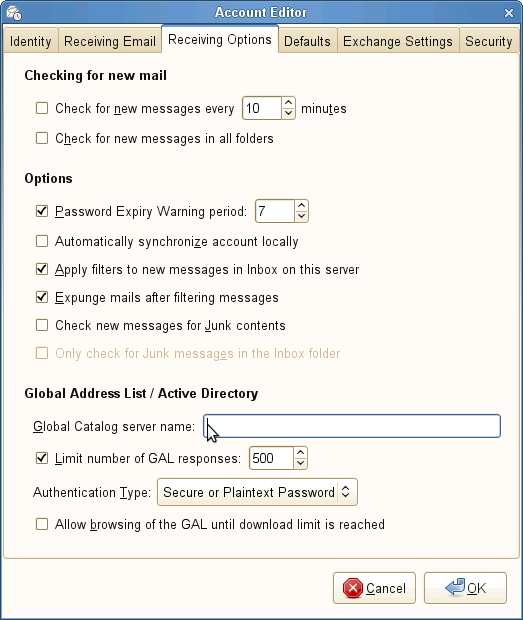 Account Editor
Identity Receiving Email Receiving Options Defaults Exchange Settings Security
Checking for new mail
Check for new messages every 10 minutes
Check for new messages in all folders
Options
Password Expiry Warning period: 7
Automatically synchronize account locally
Apply filters to new messages in Inbox on this server
Expunge mails after filtering messages
Check new messages for Junk contents
Only check for Junk messages in the Inbox folder
Global Address List / Active Directory
Global Catalog server name:
Limit number of GAL responses: 500
Authentication Type: Secure or Plaintext Password
Allow browsing of the GAL until download limit is reached
Cancel OK